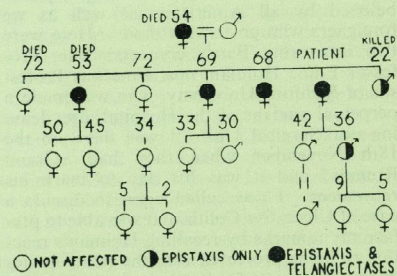 DIED 54
DIED DIED KILLED
72 53 72 69 68 PATIENT 22
50 45 34 33 30 42 36
5 2 9 5
NOT AFFECTED EPISTAXIS ONLY EPISTAXIS &
TELANGIECTASES